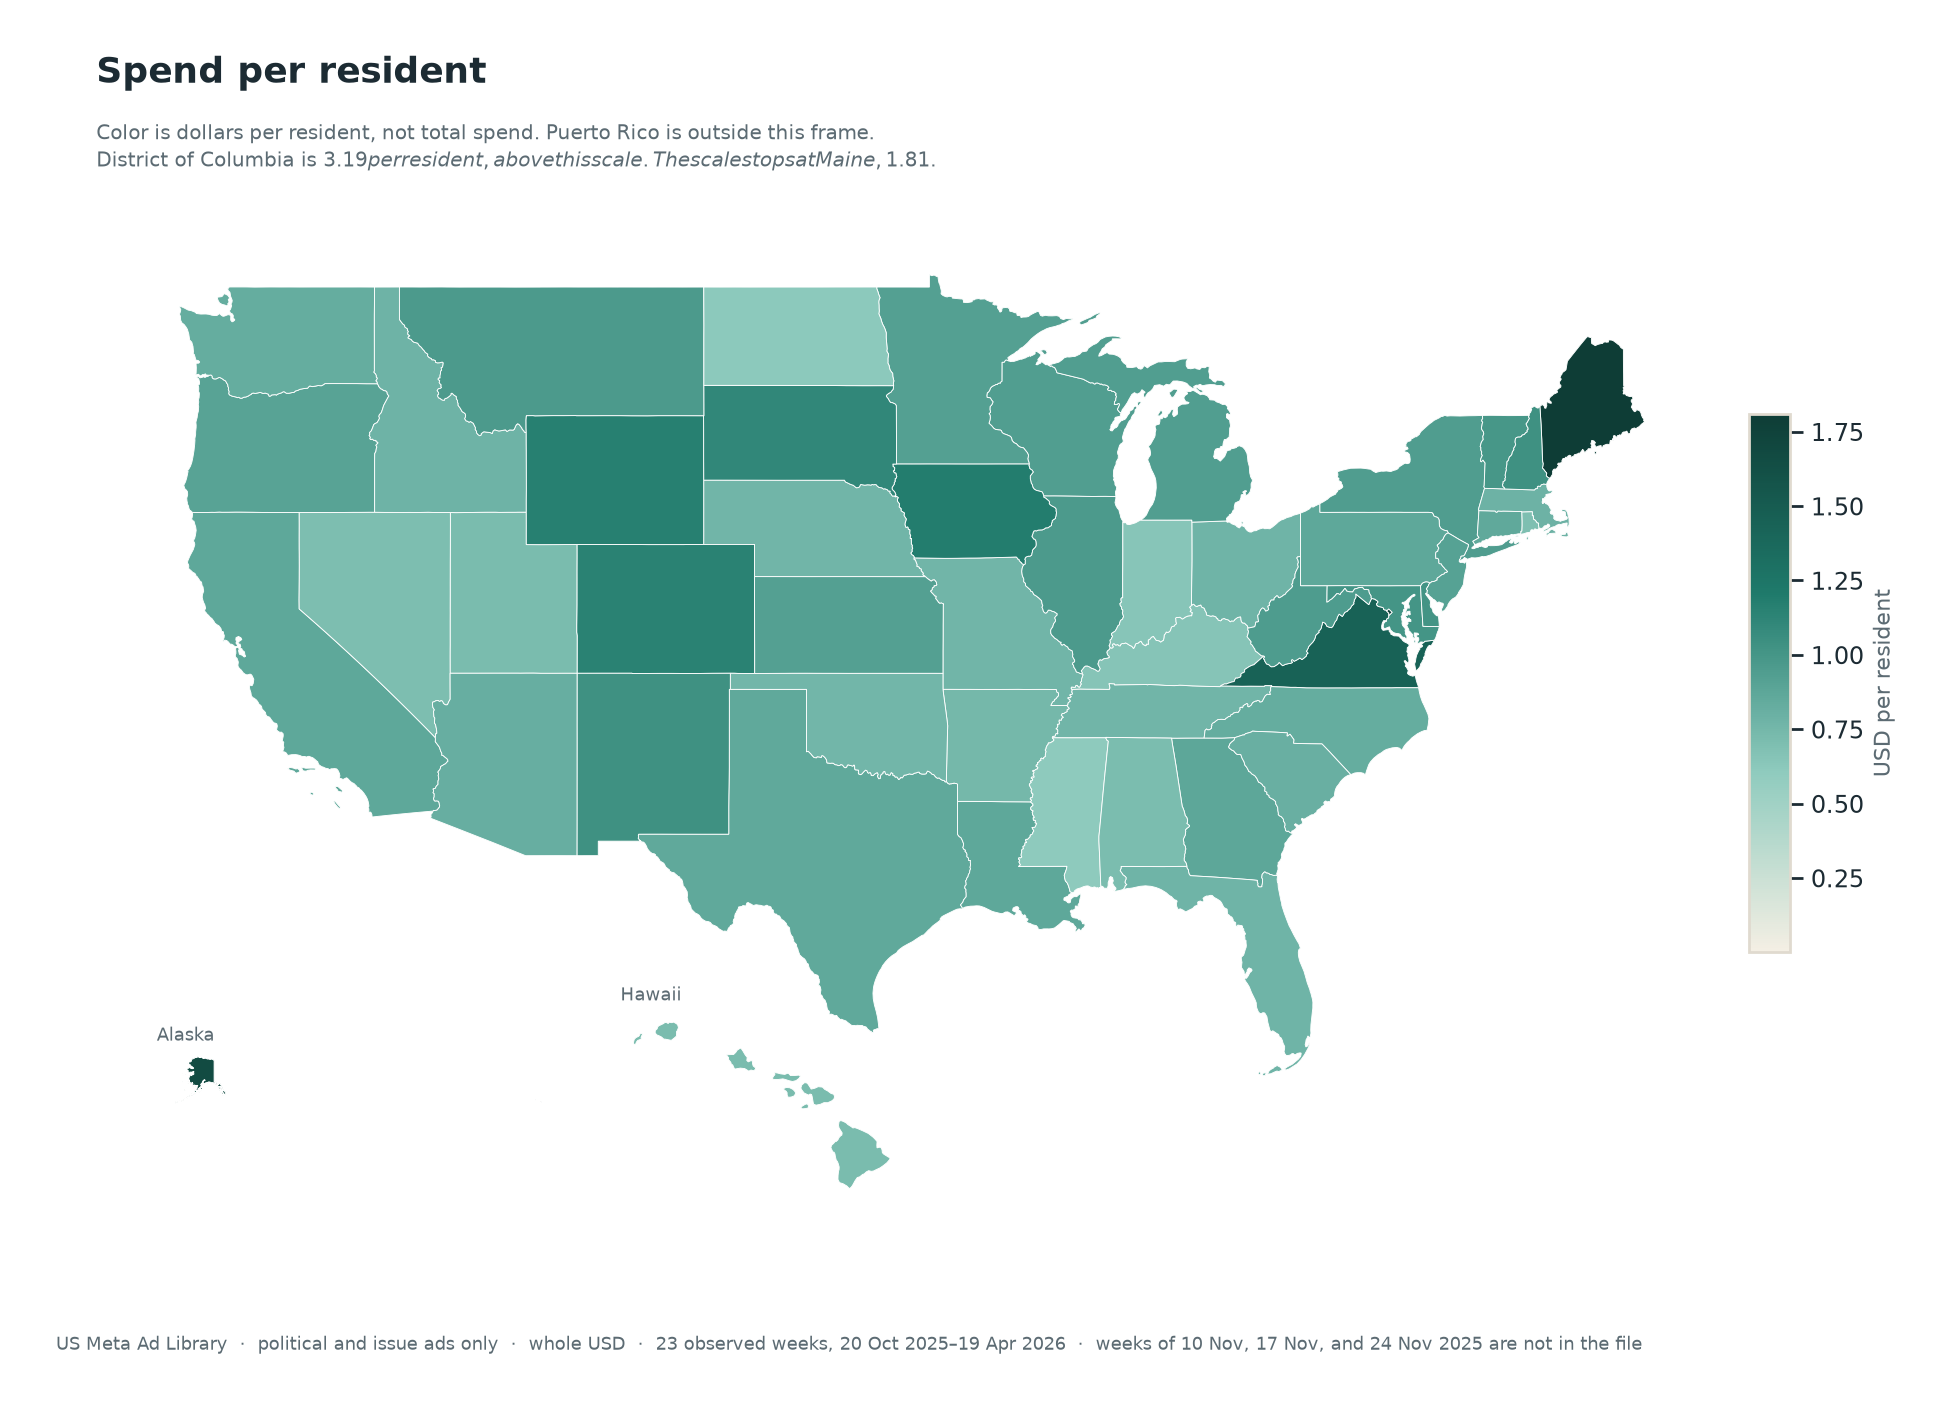 Spend per resident
Color is dollars per resident, not total spend. Puerto Rico is outside this frame.
District of Columbia is 3.19perresident,abovethisscale.ThescalestopsatMaine,1.81.
1.75
1.50
1.25
1.00
0.75
0.50
0.25
USD per resident
Hawaii
Alaska
US Meta Ad Library · political and issue ads only · whole USD · 23 observed weeks, 20 Oct 2025–19 Apr 2026 · weeks of 10 Nov, 17 Nov, and 24 Nov 2025 are not in the file